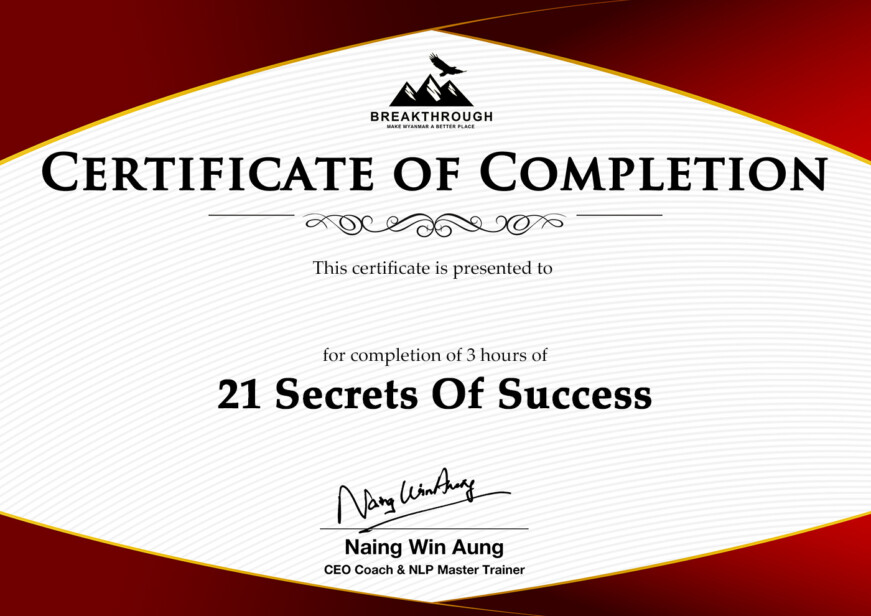 BREAKTHROUGH
MAKE MYANMAR A BETTER PLACE
CERTIFICATE OF COMPLETION
This certificate is presented to
for completion of 3 hours of
21 Secrets Of Success
Naing Win Aung
Naing Win Aung
CEO Coach & NLP Master Trainer